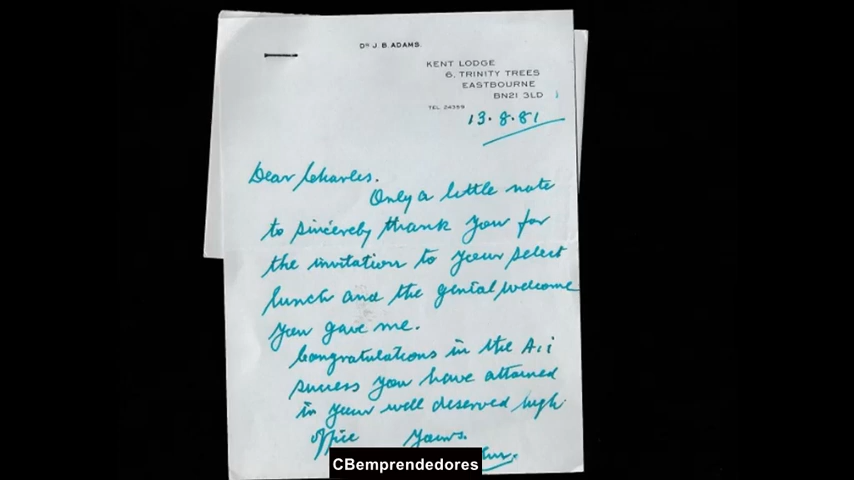 Dr J. B. ADAMS.
KENT LODGE
6, TRINITY TREES
EASTBOURNE
BN21 3LD
TEL 24399
13.8.81
Dear Charles.
Only a little note
to sincereby thank you for
the invitation to your select
lunch and the genial welcome
you gave me.
Congratulations in the A.1
success you have attained
in your well deserved high
office Yours.
CBemprendedores